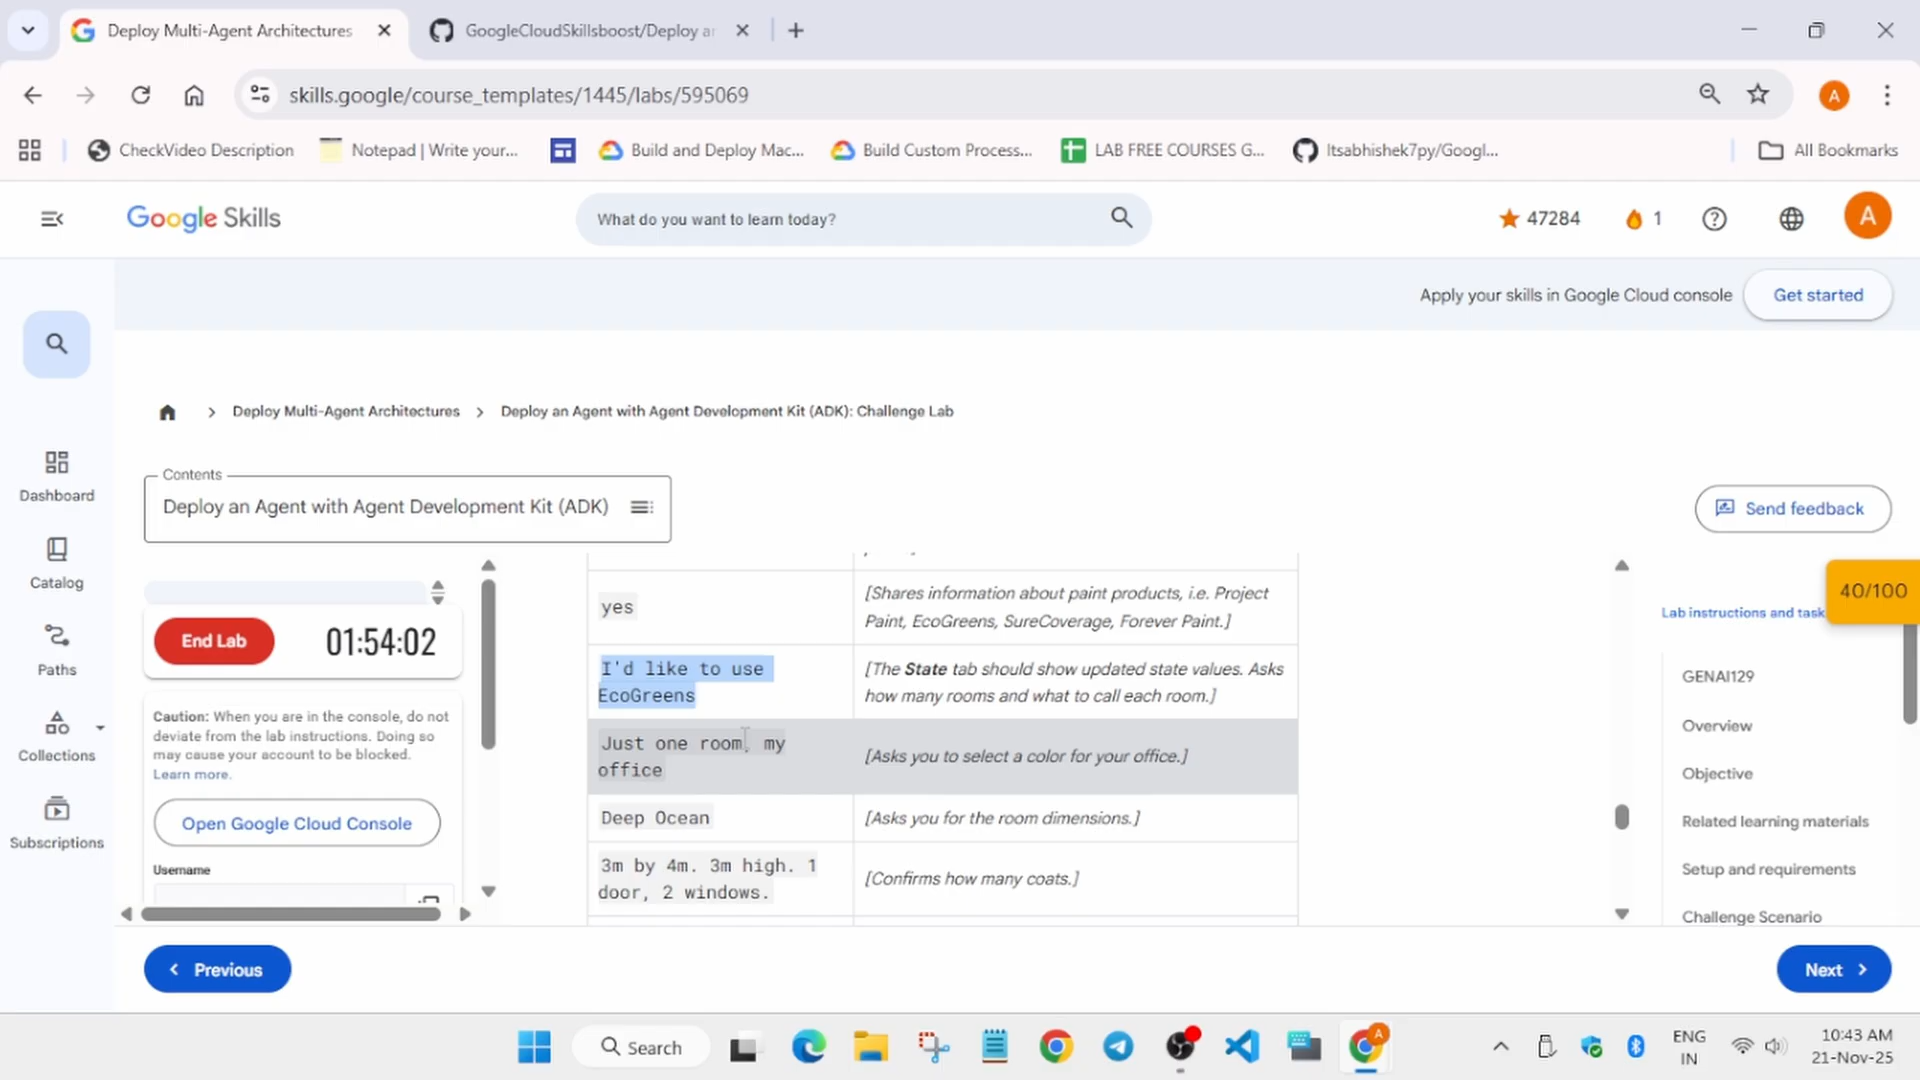 Deploy Multi-Agent Architectures
GoogleCloudSkillsboost/Deploy ar
skills.google/course_templates/1445/labs/595069
A
CheckVideo Description
Notepad | Write your...
Build and Deploy Mac...
Build Custom Process...
LAB FREE COURSES G...
Itsabhishek7py/Googl...
All Bookmarks
Google Skills
What do you want to learn today?
47284
1
A
Apply your skills in Google Cloud console
Get started
Deploy Multi-Agent Architectures
Deploy an Agent with Agent Development Kit (ADK): Challenge Lab
Dashboard
Catalog
Paths
Collections
Subscriptions
Contents
Deploy an Agent with Agent Development Kit (ADK)
Send feedback
End Lab
01:54:02
Caution: When you are in the console, do not
deviate from the lab instructions. Doing so
may cause your account to be blocked.
Learn more.
Open Google Cloud Console
Username
yes
[Shares information about paint products, i.e. Project
Paint, EcoGreens, SureCoverage, Forever Paint.]
I'd like to use
EcoGreens
[The State tab should show updated state values. Asks
how many rooms and what to call each room.]
Just one room, my
office
[Asks you to select a color for your office.]
Deep Ocean
[Asks you for the room dimensions.]
3m by 4m. 3m high. 1
door, 2 windows.
[Confirms how many coats.]
40/100
Lab instructions and task
GENAI129
Overview
Objective
Related learning materials
Setup and requirements
Challenge Scenario
Previous
Next
Search
A
ENG
IN
10:43 AM
21-Nov-25